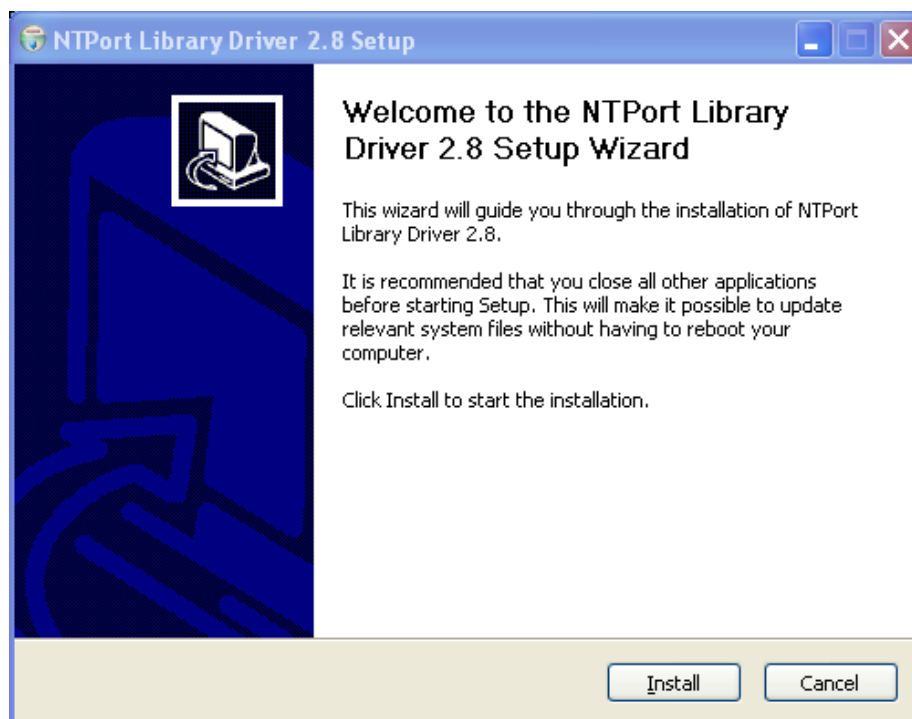 NTPort Library Driver 2.8 Setup
Welcome to the NTPort Library
Driver 2.8 Setup Wizard
This wizard will guide you through the installation of NTPort
Library Driver 2.8.
It is recommended that you close all other applications
before starting Setup. This will make it possible to update
relevant system files without having to reboot your
computer.
Click Install to start the installation.
Install
Cancel